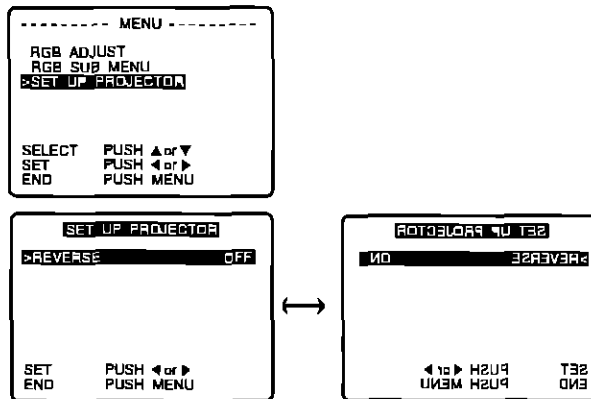 --------- MENU ---------
RGB ADJUST
RGB SUB MENU
>SET UP PROJECTOR
SELECT PUSH ▲ or ▼
SET PUSH ◀ or ▶
END PUSH MENU
SET UP PROJECTOR
>REVERSE OFF
SET PUSH ◀ or ▶
END PUSH MENU
SET UP PROJECTOR
>REVERSE ON
SET PUSH ◀ or ▶
END PUSH MENU